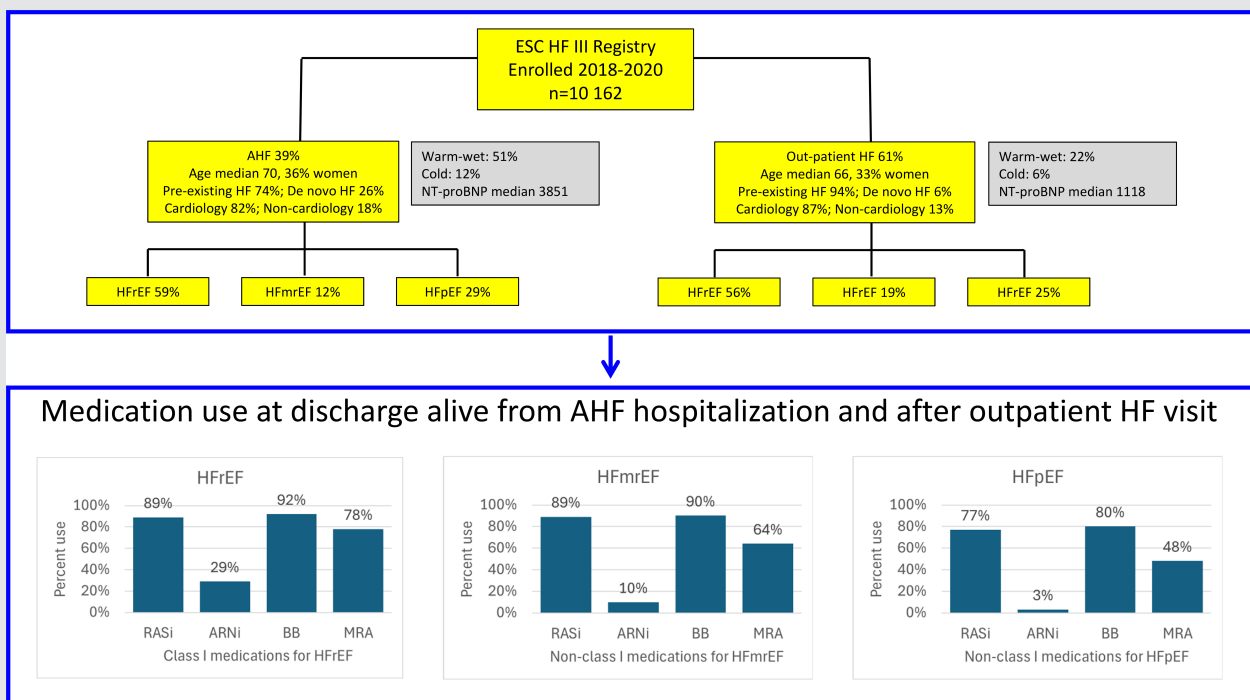 ESC HF III Registry
Enrolled 2018-2020
n=10 162
AHF 39%
Age median 70, 36% women
Pre-existing HF 74%; De novo HF 26%
Cardiology 82%; Non-cardiology 18%
Warm-wet: 51%
Cold: 12%
NT-proBNP median 3851
Out-patient HF 61%
Age median 66, 33% women
Pre-existing HF 94%; De novo HF 6%
Cardiology 87%; Non-cardiology 13%
Warm-wet: 22%
Cold: 6%
NT-proBNP median 1118
HFrEF 59%
HFmrEF 12%
HFpEF 29%
HFrEF 56%
HFrEF 19%
HFrEF 25%
Medication use at discharge alive from AHF hospitalization and after outpatient HF visit
HFrEF
Percent use
100%
80%
60%
40%
20%
0%
89%
29%
92%
78%
RASi ARNi BB MRA
Class I medications for HFrEF
HFmrEF
Percent use
100%
80%
60%
40%
20%
0%
89%
10%
90%
64%
RASi ARNi BB MRA
Non-class I medications for HFmrEF
HFpEF
Percent use
100%
80%
60%
40%
20%
0%
77%
3%
80%
48%
RASi ARNi BB MRA
Non-class I medications for HFpEF